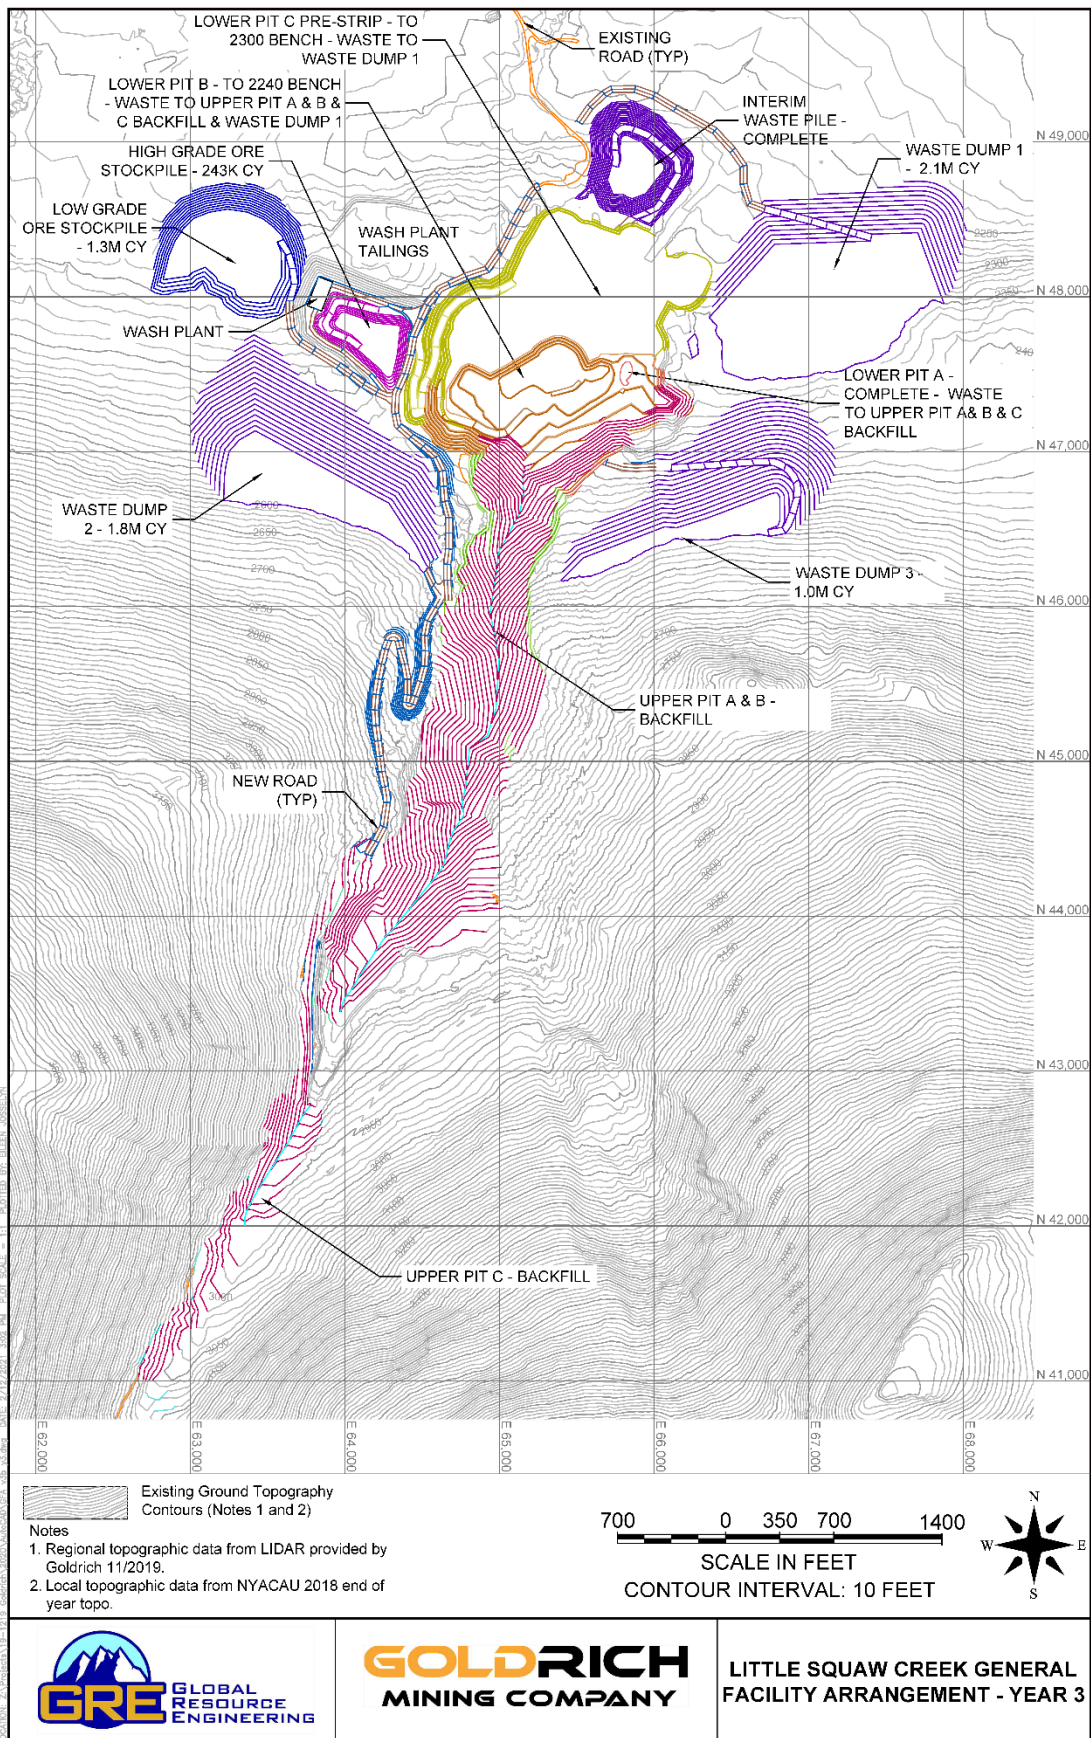 LOWER PIT C PRE-STRIP - TO
2300 BENCH - WASTE TO
WASTE DUMP 1
EXISTING
ROAD (TYP)
LOWER PIT B - TO 2240 BENCH
- WASTE TO UPPER PIT A & B &
C BACKFILL & WASTE DUMP 1
INTERIM
WASTE PILE -
COMPLETE
N 49,000
HIGH GRADE ORE
STOCKPILE - 243K CY
WASTE DUMP 1
- 2.1M CY
LOW GRADE
ORE STOCKPILE
- 1.3M CY
WASH PLANT
TAILINGS
2250
2300
N 48,000
WASH PLANT
LOWER PIT A -
COMPLETE - WASTE
TO UPPER PIT A& B & C
BACKFILL
N 47,000
WASTE DUMP
2 - 1.8M CY
2600
2650
2700
2750
WASTE DUMP 3 -
1.0M CY
N 46,000
UPPER PIT A & B -
BACKFILL
N 45,000
NEW ROAD
(TYP)
N 44,000
N 43,000
N 42,000
UPPER PIT C - BACKFILL
N 41,000
E 62,000
E 63,000
E 64,000
E 65,000
E 66,000
E 67,000
E 68,000
Existing Ground Topography
Contours (Notes 1 and 2)
Notes
1. Regional topographic data from LIDAR provided by
Goldrich 11/2019.
2. Local topographic data from NYACAU 2018 end of
year topo.
700 0 350 700 1400
SCALE IN FEET
CONTOUR INTERVAL: 10 FEET
N
W E
S
GRE GLOBAL
RESOURCE
ENGINEERING
GOLDRICH
MINING COMPANY
LITTLE SQUAW CREEK GENERAL
FACILITY ARRANGEMENT - YEAR 3